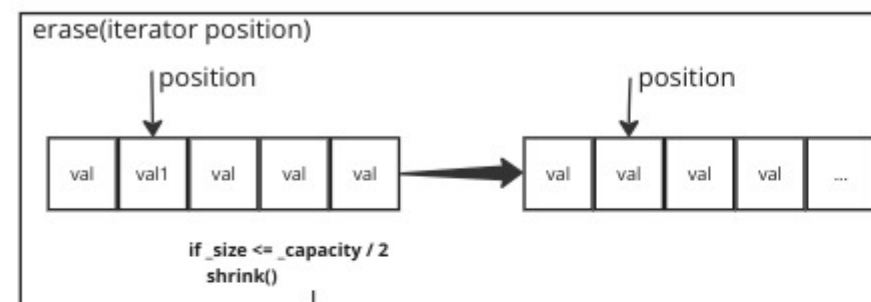 erase(iterator position)
position
position
val val1 val val val
val val val val ...
if _size <= _capacity / 2
shrink()